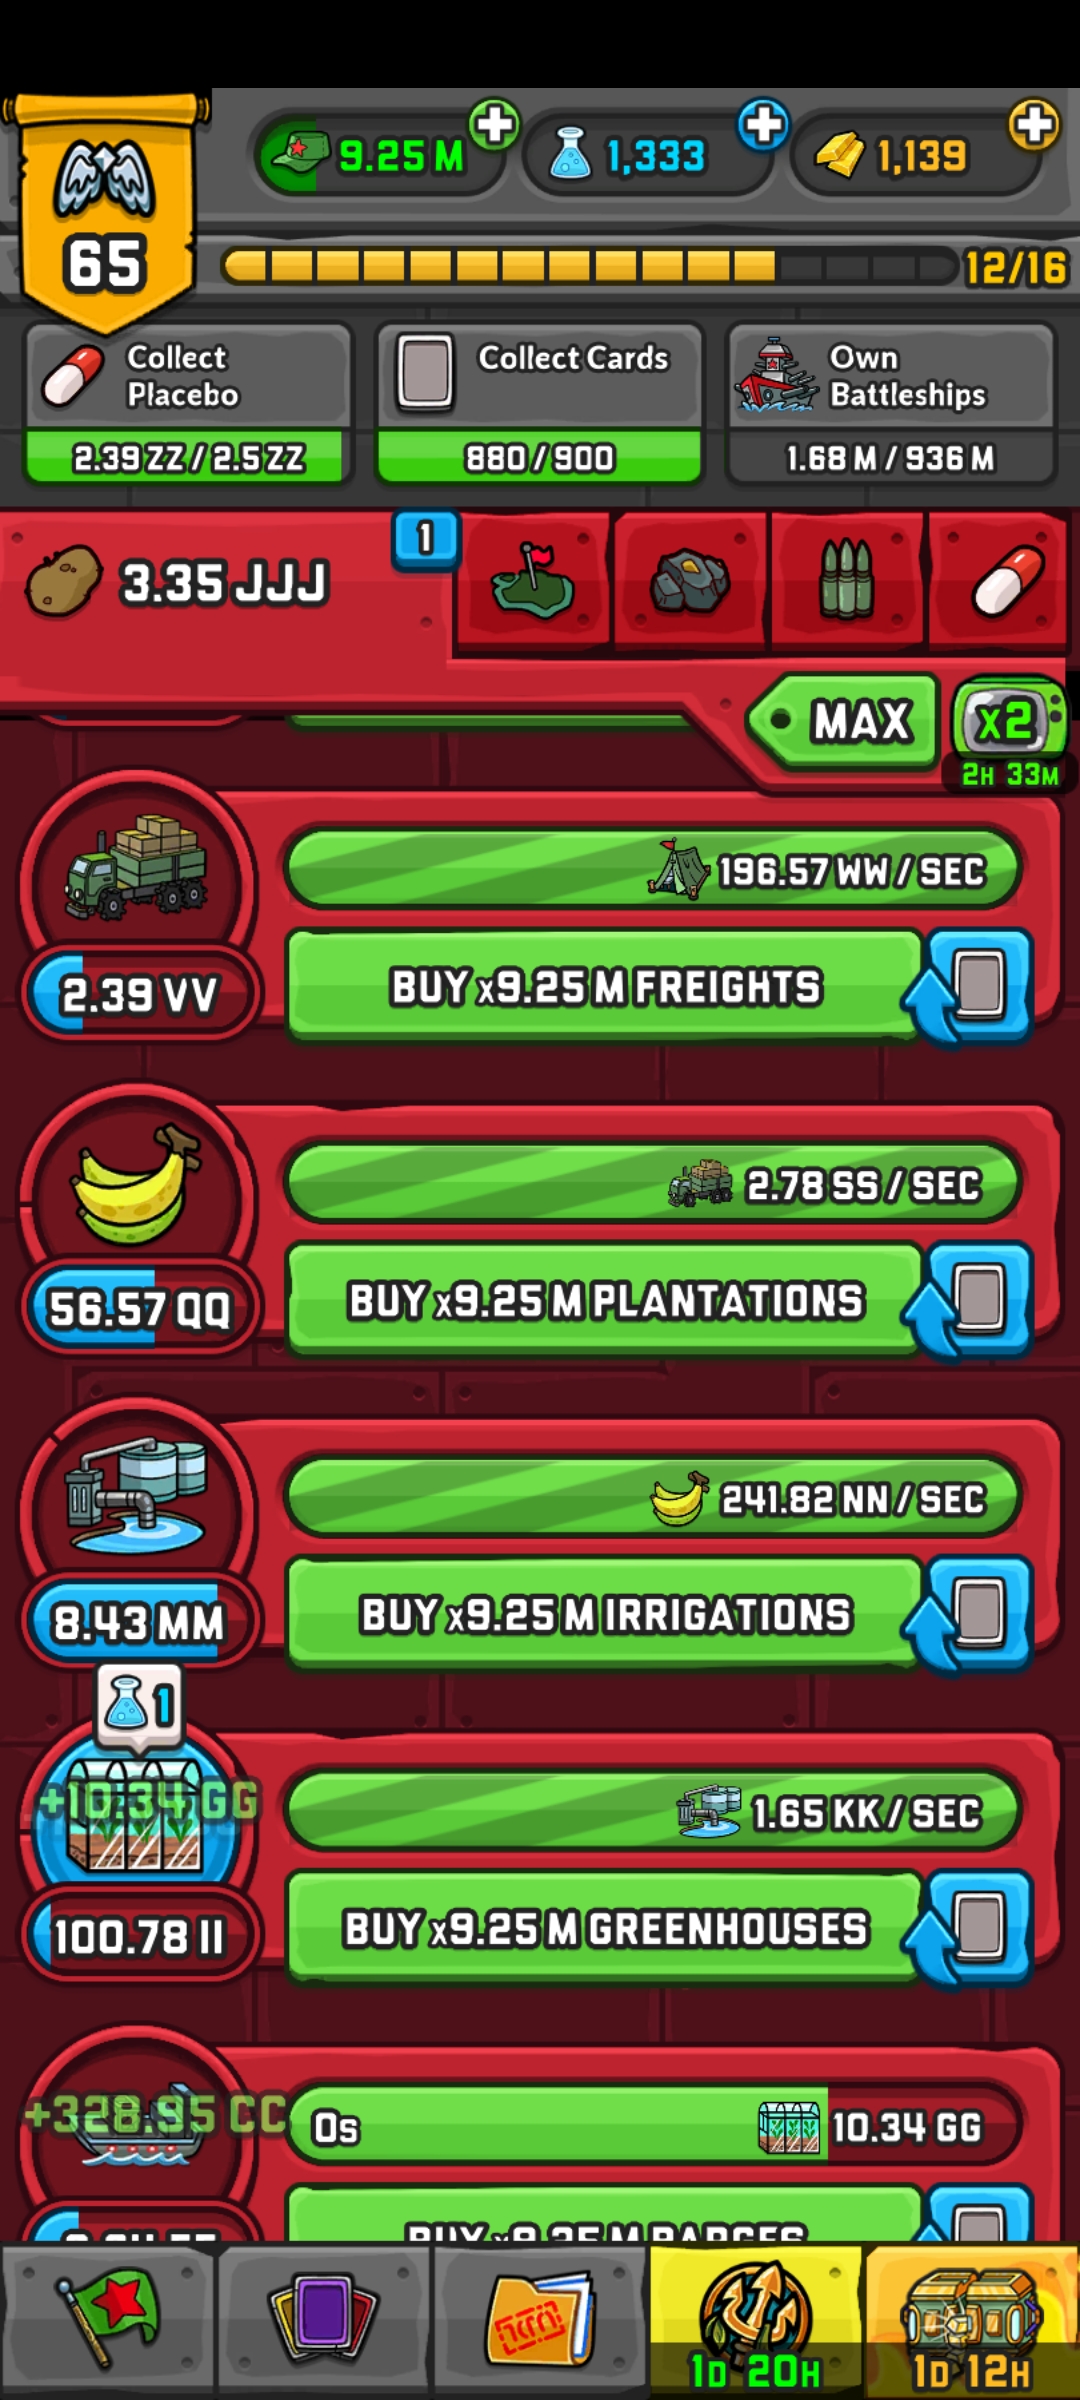 9.25 M
1,333
1,139
65
12/16
Collect
Placebo
Collect Cards
Own
Battleships
2.39 ZZ / 2.5 ZZ
880 / 900
1.68 M / 936 M
3.35 JJJ
1
MAX
x2
2H 33M
196.57 WW / SEC
2.39 VV
BUY x9.25 M FREIGHTS
2.78 SS / SEC
56.57 QQ
BUY x9.25 M PLANTATIONS
241.82 NN / SEC
8.43 MM
BUY x9.25 M IRRIGATIONS
1
+10.34 GG
1.65 KK / SEC
100.78 II
BUY x9.25 M GREENHOUSES
+328.95 CC
0s
10.34 GG
BUY x9.25 M BARGES
1D 20H
1D 12H